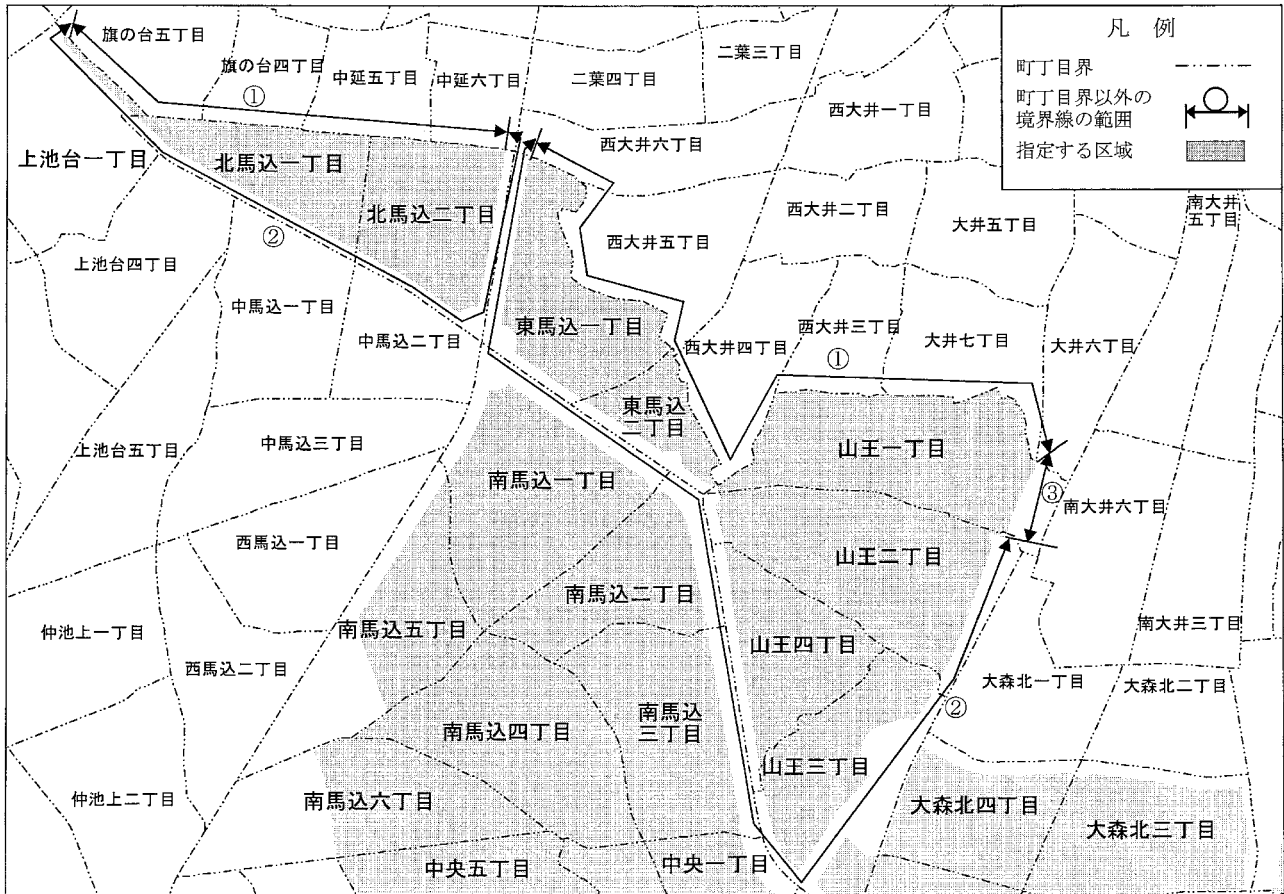 凡 例
町丁目界
町丁目界以外の
境界線の範囲
指定する区域
旗の台五丁目
旗の台四丁目
中延五丁目
中延六丁目
二葉四丁目
二葉三丁目
①
西大井一丁目
西大井六丁目
上池台一丁目
北馬込一丁目
北馬込二丁目
②
西大井二丁目
西大井五丁目
大井五丁目
南大井
五丁目
上池台四丁目
中馬込一丁目
中馬込二丁目
東馬込一丁目
西大井四丁目
西大井三丁目
①
大井七丁目
大井六丁目
東馬込
二丁目
上池台五丁目
中馬込三丁目
南馬込一丁目
山王一丁目
③
南大井六丁目
西馬込一丁目
山王二丁目
南馬込二丁目
仲池上一丁目
南馬込五丁目
山王四丁目
南大井三丁目
西馬込二丁目
大森北一丁目
大森北二丁目
②
南馬込四丁目
南馬込
三丁目
山王三丁目
仲池上二丁目
南馬込六丁目
大森北四丁目
大森北三丁目
中央五丁目
中央一丁目